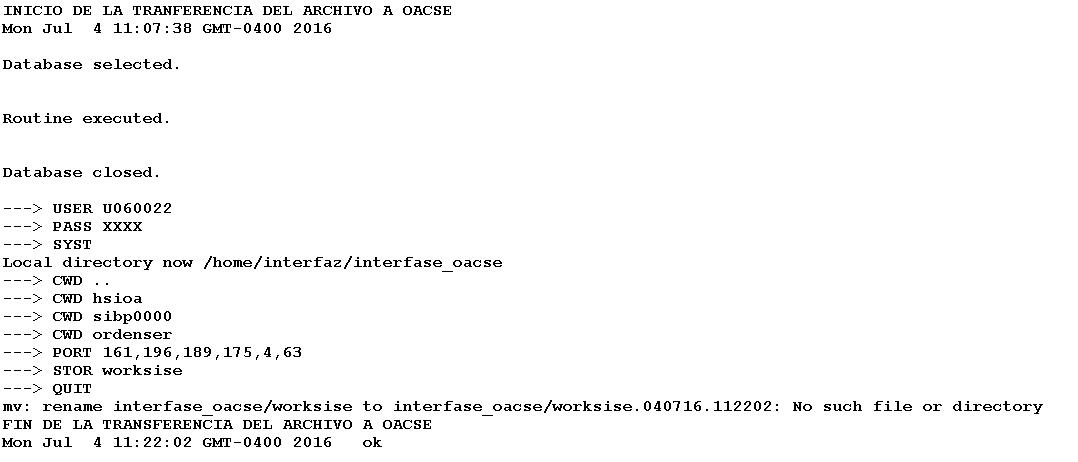 INICIO DE LA TRANFERENCIA DEL ARCHIVO A OACSE
Mon Jul  4 11:07:38 GMT-0400 2016
Database selected.
Routine executed.
Database closed.
---> USER U060022
---> PASS XXXX
---> SYST
Local directory now /home/interfaz/interfase_oacse
---> CWD ..
---> CWD hsioa
---> CWD sibp0000
---> CWD ordenser
---> PORT 161,196,189,175,4,63
---> STOR worksise
---> QUIT
mv: rename interfase_oacse/worksise to interfase_oacse/worksise.040716.112202: No such file or directory
FIN DE LA TRANSFERENCIA DEL ARCHIVO A OACSE
Mon Jul  4 11:22:02 GMT-0400 2016   ok